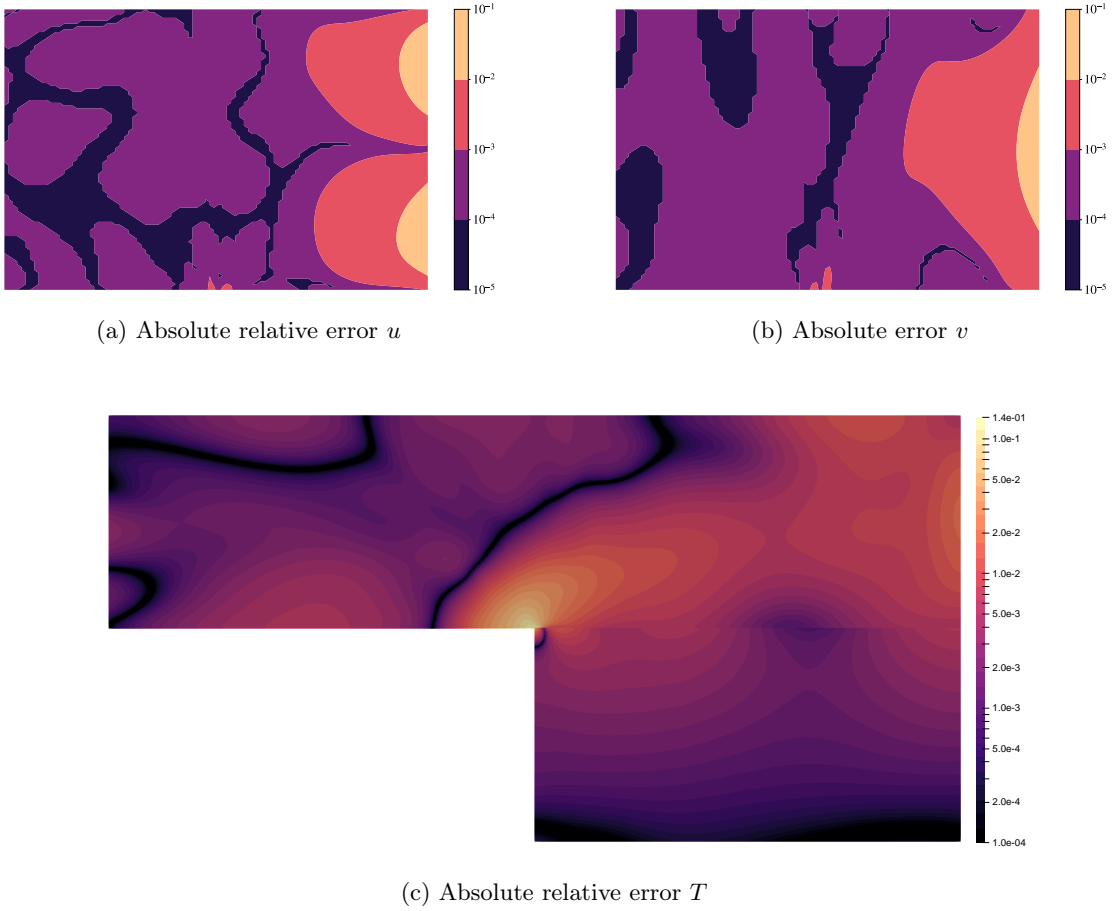 10⁻¹
10⁻²
10⁻³
10⁻⁴
10⁻⁵
(a) Absolute relative error u
10⁻¹
10⁻²
10⁻³
10⁻⁴
10⁻⁵
(b) Absolute error v
1.4e-01
1.0e-1
5.0e-2
2.0e-2
1.0e-2
5.0e-3
2.0e-3
1.0e-3
5.0e-4
2.0e-4
1.0e-04
(c) Absolute relative error T